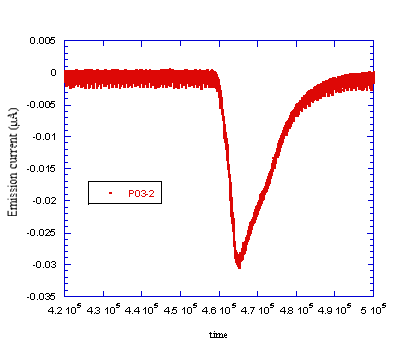 0.005
0
-0.005
-0.01
-0.015
-0.02
-0.025
-0.03
-0.035
Emission current (µA)
P03-2
4.2 10⁵ 4.3 10⁵ 4.4 10⁵ 4.5 10⁵ 4.6 10⁵ 4.7 10⁵ 4.8 10⁵ 4.9 10⁵ 5 10⁵
time